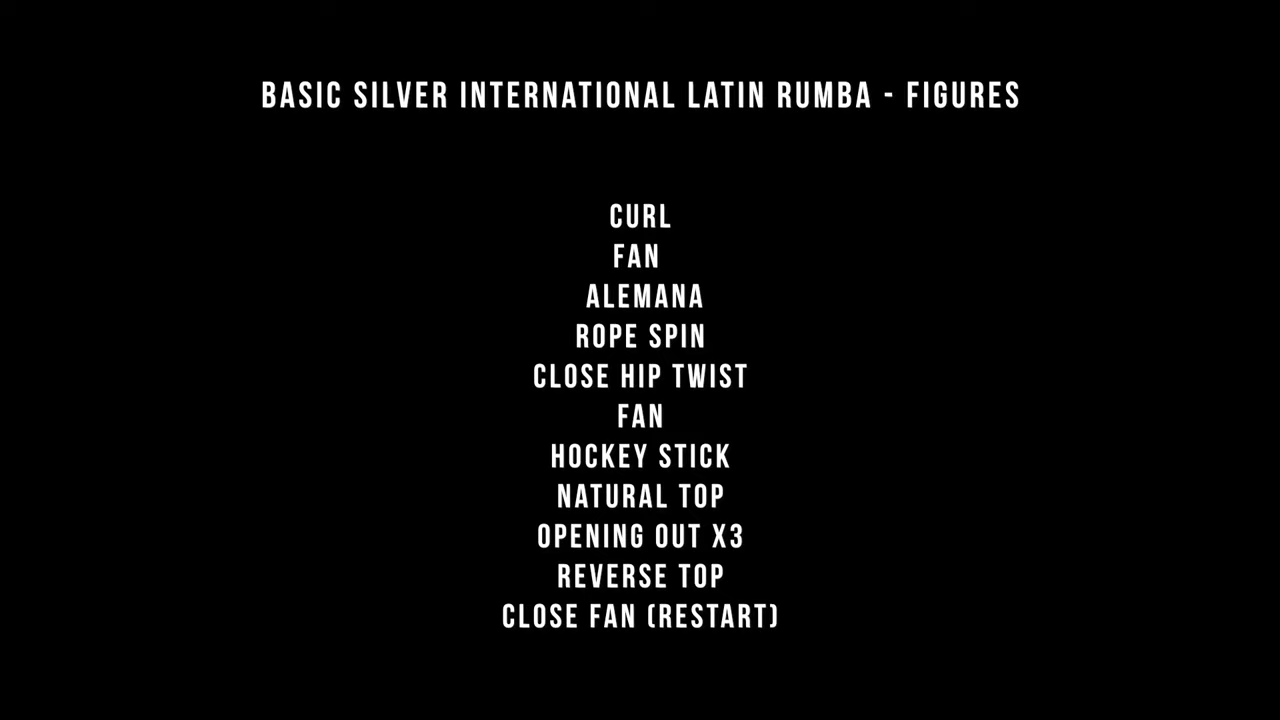 BASIC SILVER INTERNATIONAL LATIN RUMBA - FIGURES
CURL
FAN
ALEMANA
ROPE SPIN
CLOSE HIP TWIST
FAN
HOCKEY STICK
NATURAL TOP
OPENING OUT X3
REVERSE TOP
CLOSE FAN (RESTART)